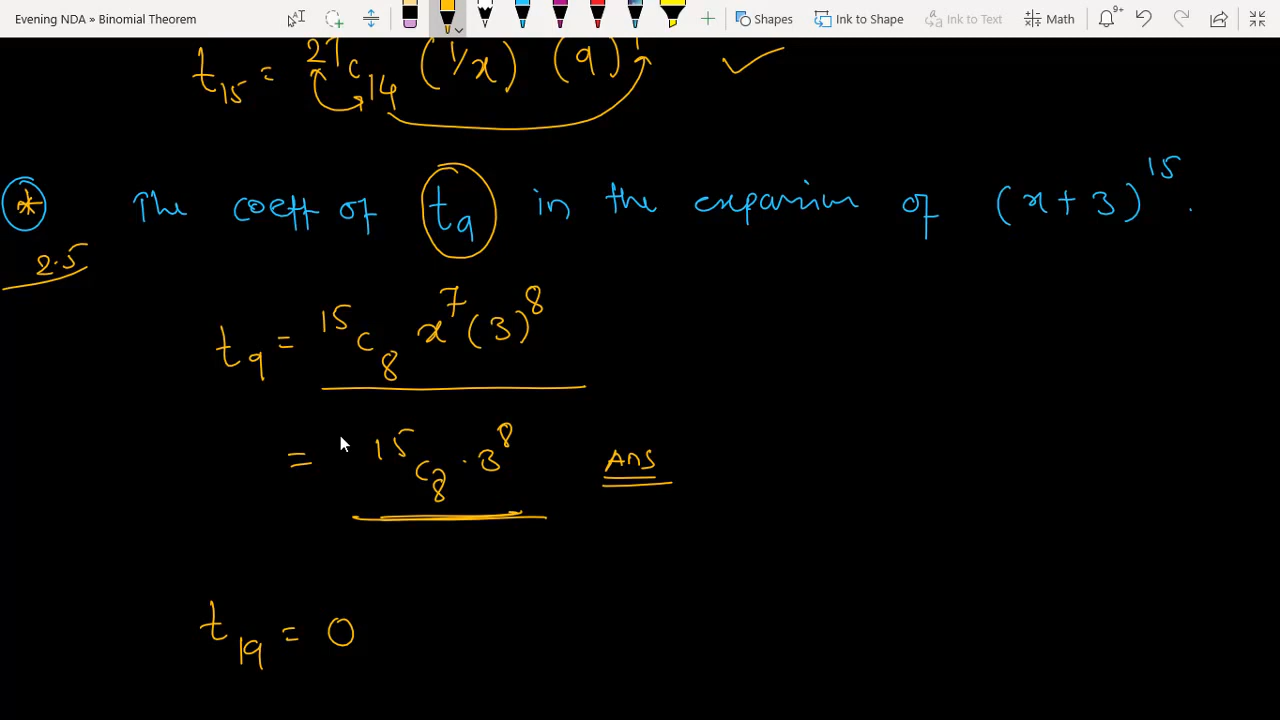 Evening NDA » Binomial Theorem Shapes Ink to Shape Ink to Text Math 9+
t15 = 27C14 (1/x) (9)
* The coeff of t9 in the expansion of (x + 3)^15 .
2.5
t9 = 15C8 x^7 (3)^8
= 15C8 . 3^8 Ans
t19 = 0